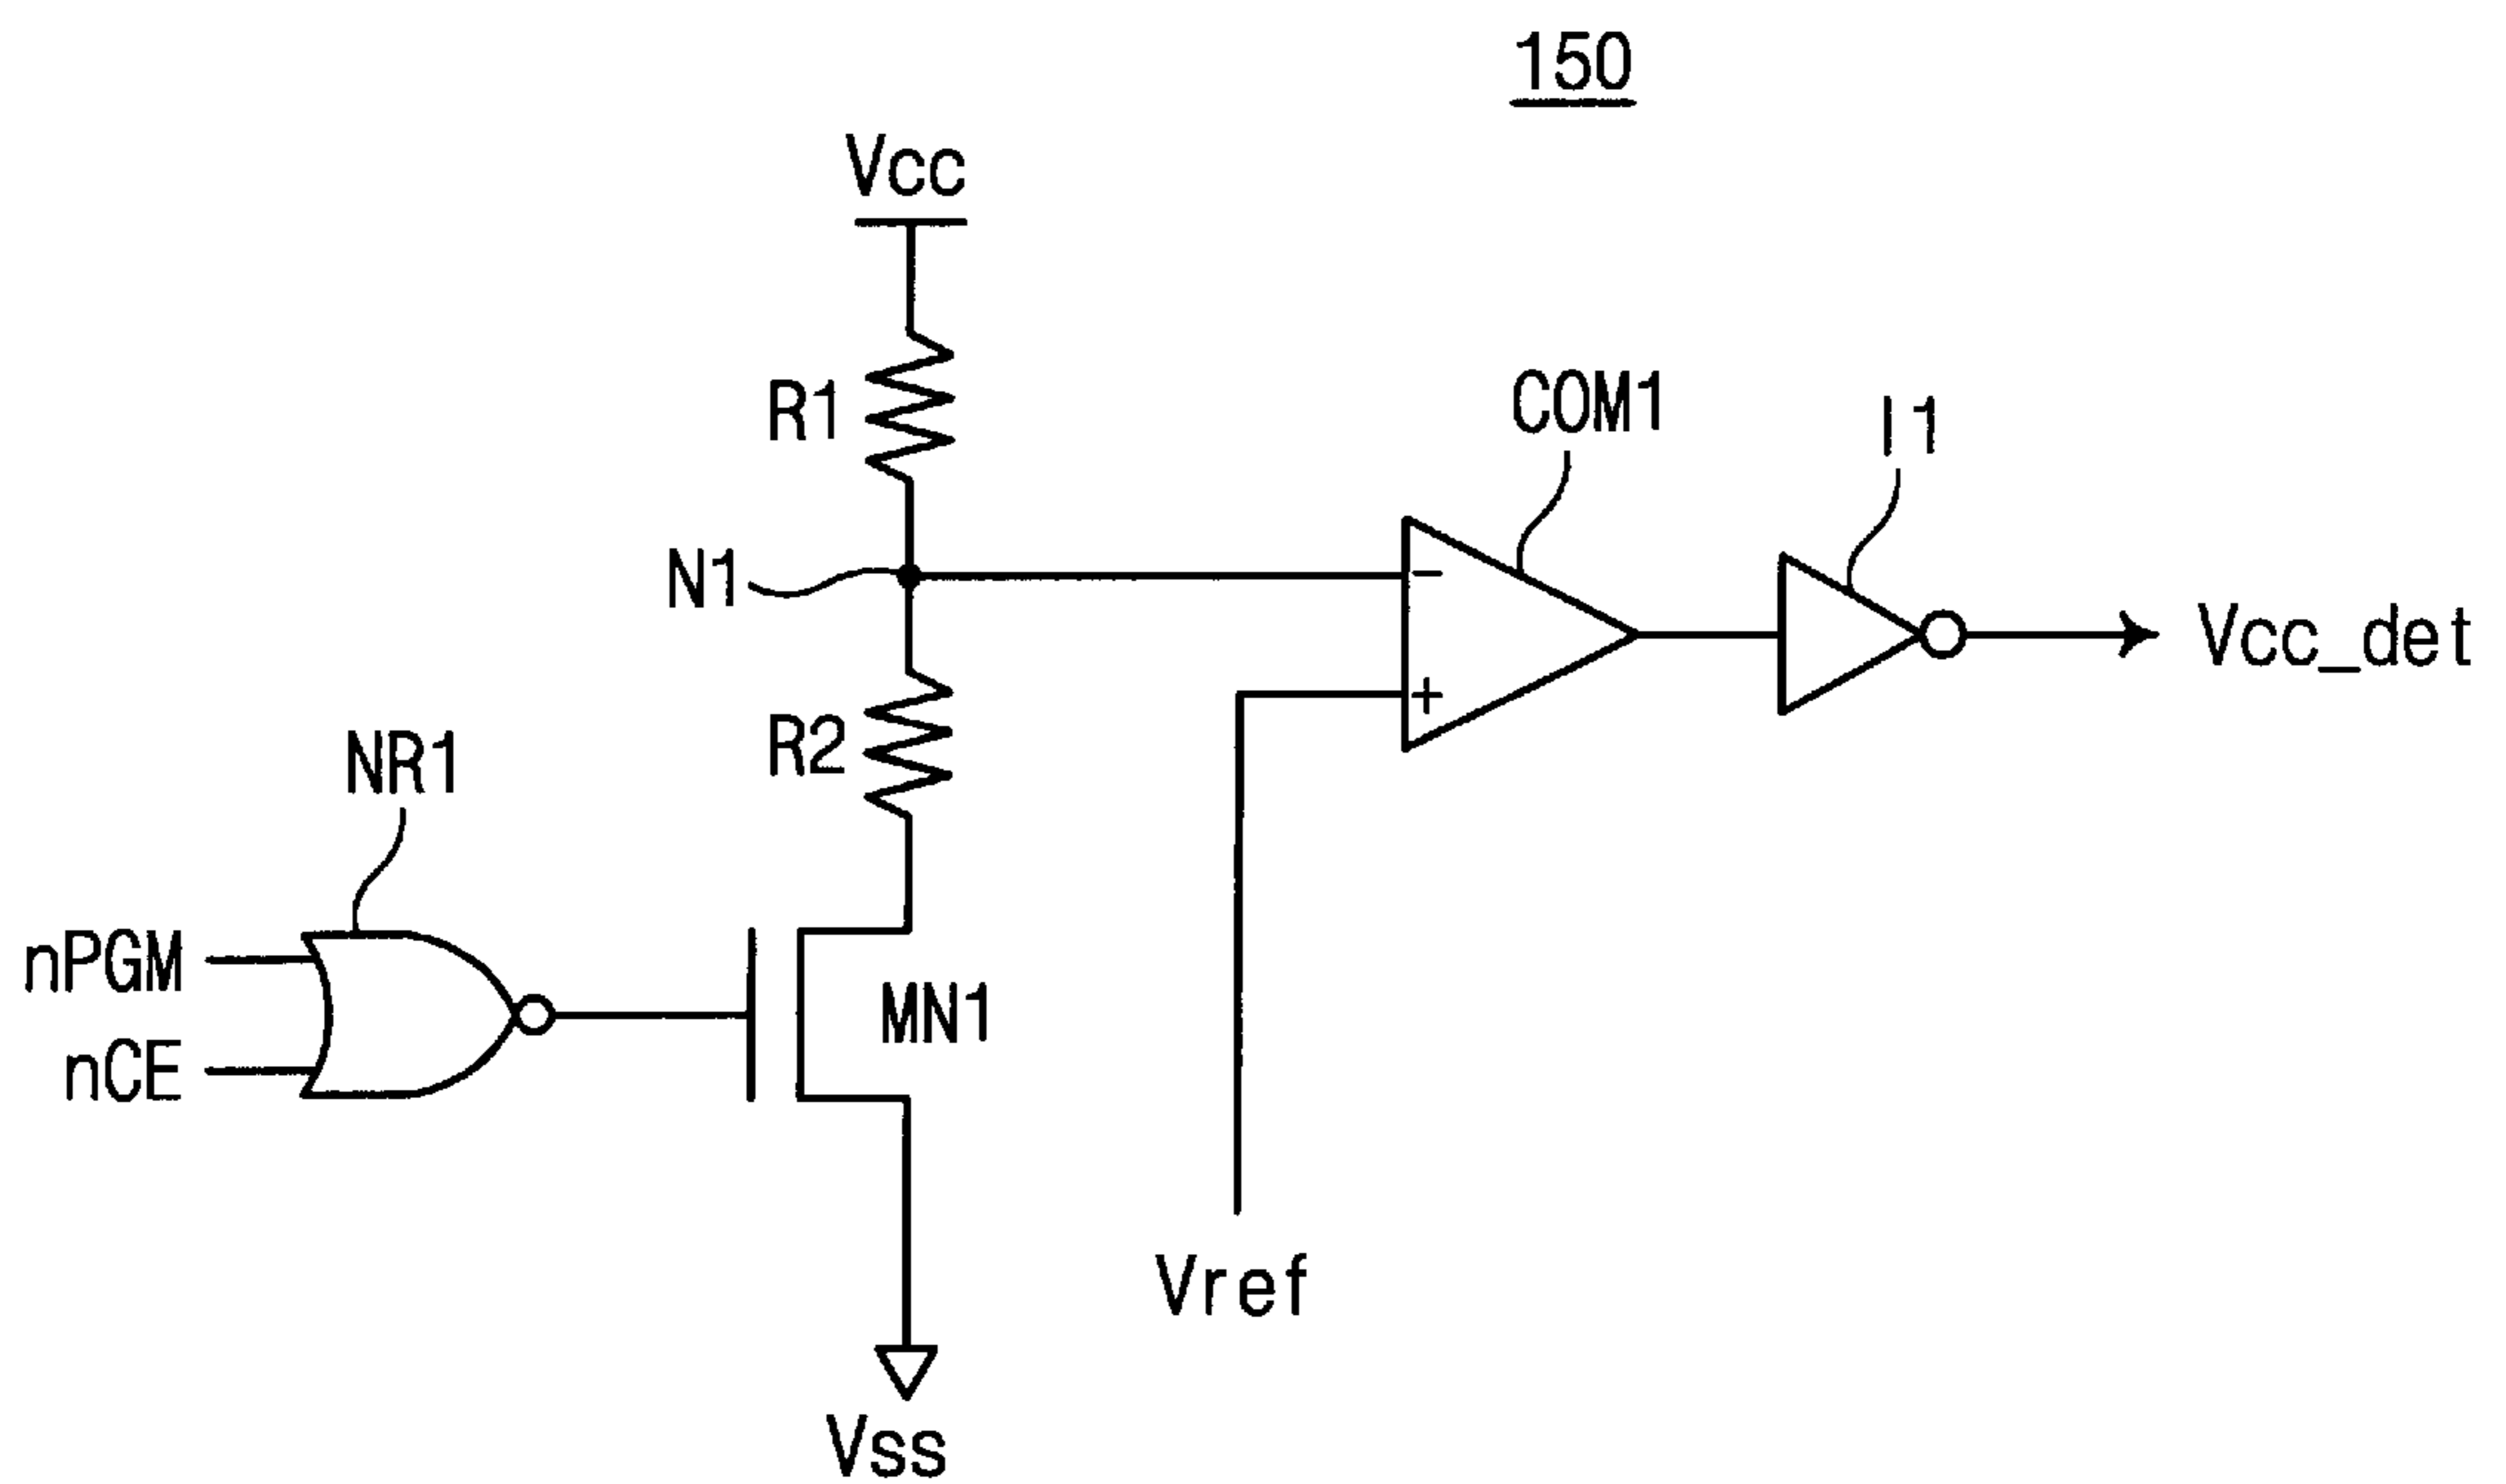 150
Vcc
R1
COM1
I1
N1
-
Vcc_det
+
R2
NR1
nPGM
MN1
nCE
Vref
Vss